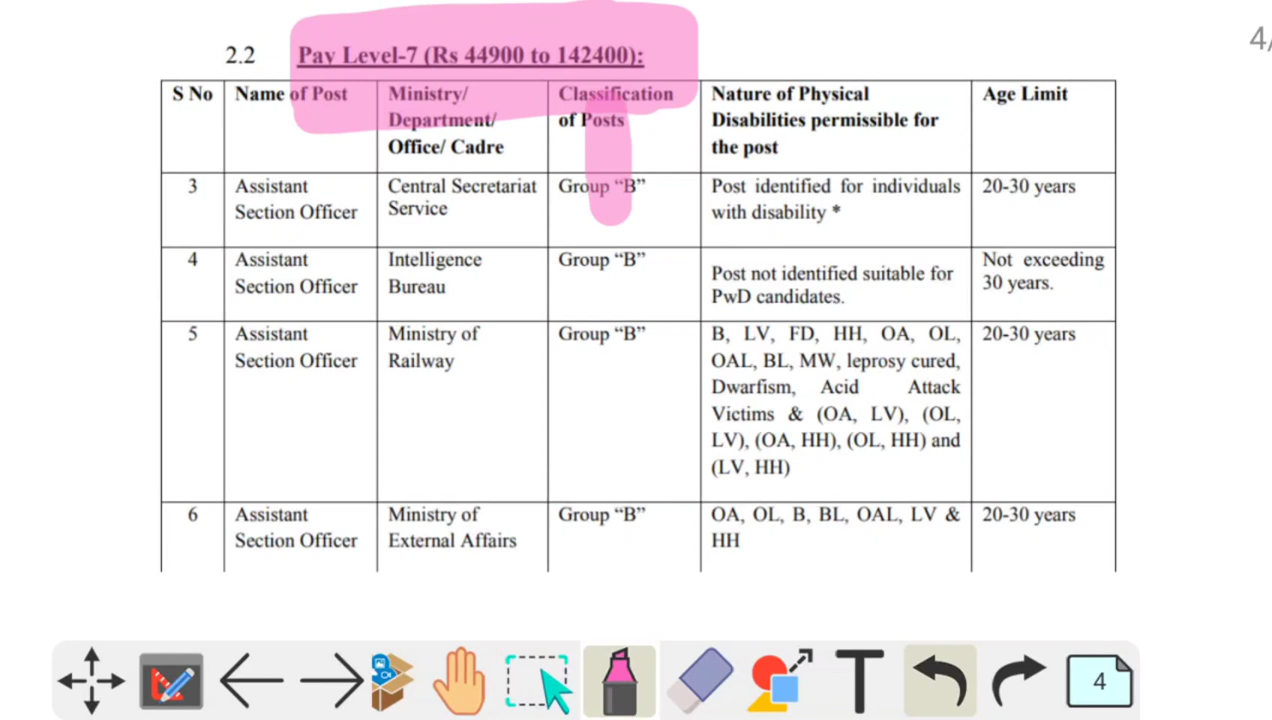 4/
2.2 Pay Level-7 (Rs 44900 to 142400):
S No Name of Post Ministry/ Department/ Office/ Cadre Classification of Posts Nature of Physical Disabilities permissible for the post Age Limit
3 Assistant Section Officer Central Secretariat Service Group “B” Post identified for individuals with disability * 20-30 years
4 Assistant Section Officer Intelligence Bureau Group “B” Post not identified suitable for PwD candidates. Not exceeding 30 years.
5 Assistant Section Officer Ministry of Railway Group “B” B, LV, FD, HH, OA, OL, OAL, BL, MW, leprosy cured, Dwarfism, Acid Attack Victims & (OA, LV), (OL, LV), (OA, HH), (OL, HH) and (LV, HH) 20-30 years
6 Assistant Section Officer Ministry of External Affairs Group “B” OA, OL, B, BL, OAL, LV & HH 20-30 years
T
4